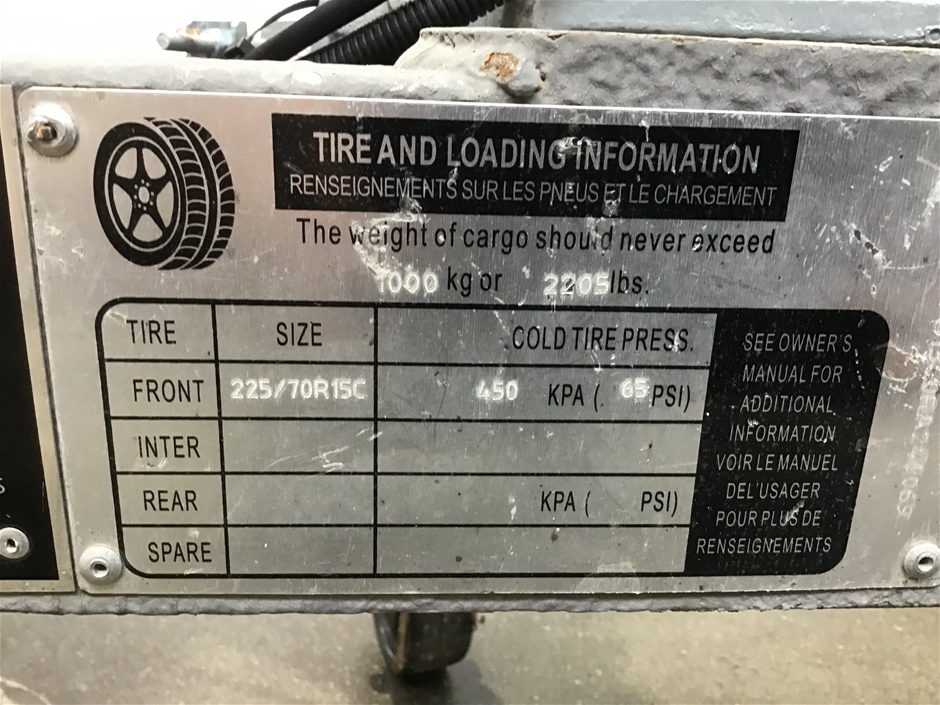 TIRE AND LOADING INFORMATION
RENSEIGNEMENTS SUR LES PNEUS ET LE CHARGEMENT
The weight of cargo should never exceed
1000 kg or 2205 lbs.
TIRE SIZE COLD TIRE PRESS.
FRONT 225/70R15C 450 KPA ( 65 PSI)
INTER
REAR KPA ( PSI)
SPARE
SEE OWNER'S
MANUAL FOR
ADDITIONAL
INFORMATION
VOIR LE MANUEL
DEL'USAGER
POUR PLUS DE
RENSEIGNEMENTS
S